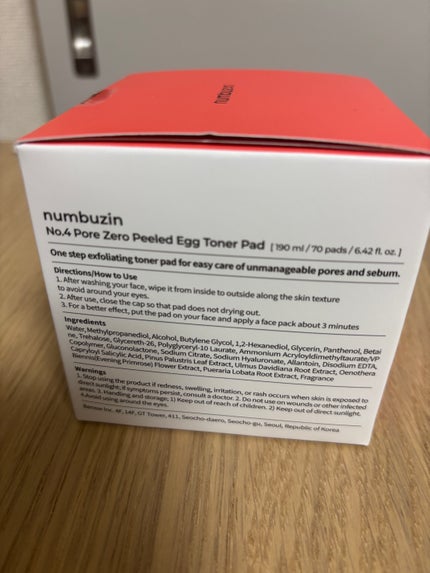 numbuzin
numbuzin
No.4 Pore Zero Peeled Egg Toner Pad [ 190 ml / 70 pads / 6.42 fl. oz. ]
One step exfoliating toner pad for easy care of unmanageable pores and sebum.
Directions/How to Use
1. After washing your face, wipe it from inside to outside along the skin texture
to avoid around your eyes.
2. After use, close the cap so that pad does not drying out.
3. For a better effect, put the pad on your face and apply a face pack about 3 minutes
Ingredients
Water, Methylpropanediol, Alcohol, Butylene Glycol, 1,2-Hexanediol, Glycerin, Panthenol, Betai
ne, Trehalose, Glycereth-26, Polyglyceryl-10 Laurate, Ammonium Acryloyldimethyltaurate/VP
Copolymer, Gluconolactone, Sodium Citrate, Sodium Hyaluronate, Allantoin, Disodium EDTA,
Capryloyl Salicylic Acid, Pinus Palustris Leaf Extract, Ulmus Davidiana Root Extract, Oenothera
Biennis(Evening Primrose) Flower Extract, Pueraria Lobata Root Extract, Fragrance
Warnings
1. Stop using the product if redness, swelling, irritation, or rash occurs when skin is exposed to
direct sunlight; if symptoms persist, consult a doctor. 2. Do not use on wounds or other infected
areas. 3. Handling and storage: 1) Keep out of reach of children. 2) Keep out of direct sunlight.
4.Avoid using around the eyes.
Benow Inc. 4F, 14F, GT Tower, 411, Seocho-daero, Seocho-gu, Seoul, Republic of Korea